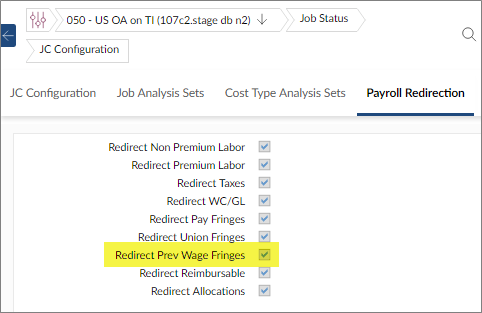 050 - US OA on TI (107c2.stage db n2) Job Status
JC Configuration
JC Configuration Job Analysis Sets Cost Type Analysis Sets Payroll Redirection
Redirect Non Premium Labor
Redirect Premium Labor
Redirect Taxes
Redirect WC/GL
Redirect Pay Fringes
Redirect Union Fringes
Redirect Prev Wage Fringes
Redirect Reimbursable
Redirect Allocations